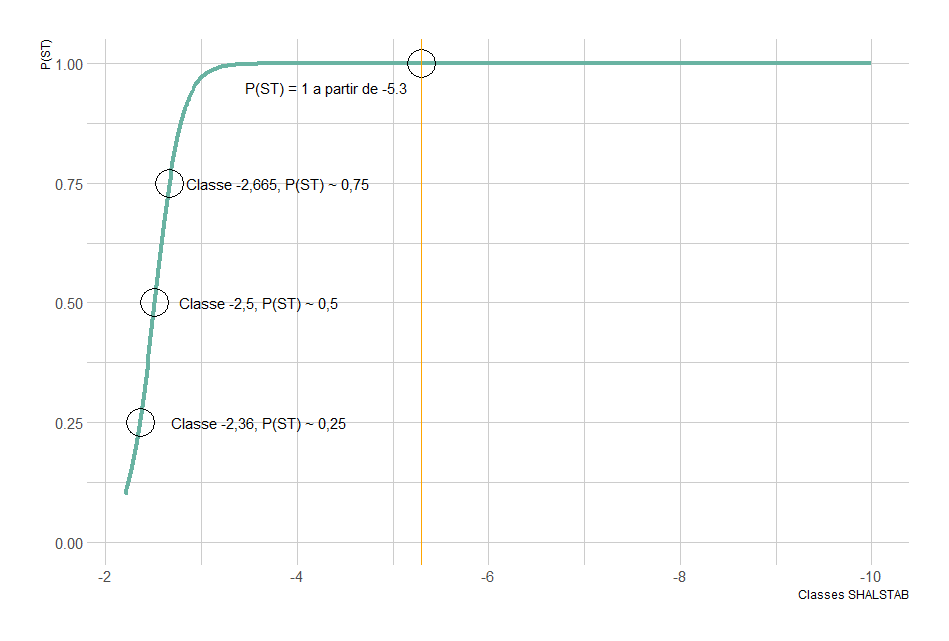 P(ST)
1.00
P(ST) = 1 a partir de -5.3
0.75
Classe -2,665, P(ST) ~ 0,75
0.50
Classe -2,5, P(ST) ~ 0,5
0.25
Classe -2,36, P(ST) ~ 0,25
0.00
-2 -4 -6 -8 -10
Classes SHALSTAB